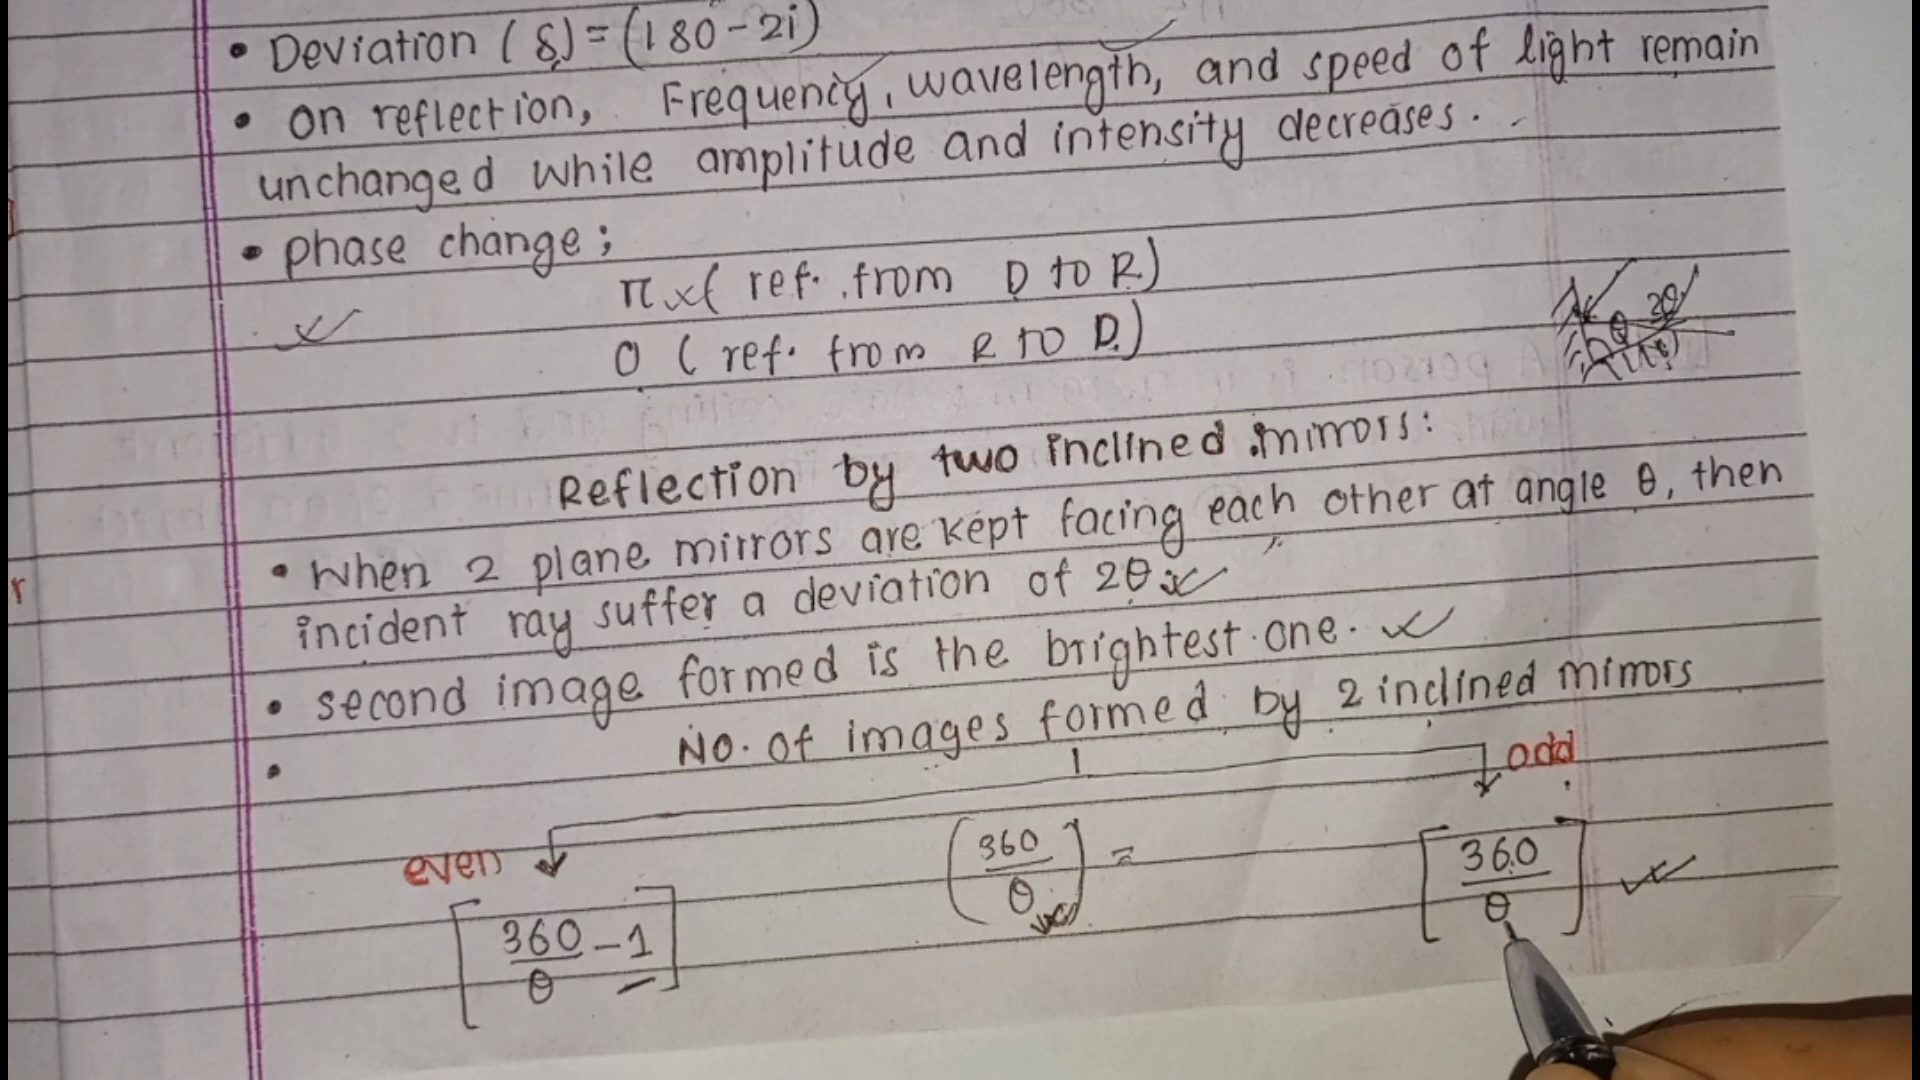 • Deviation (δ) = (180° - 2i)
• on reflection, Frequency, wavelength, and speed of light remain
unchanged while amplitude and intensity decreases.
• phase change;
π ( ref. from D to R)
0 ( ref. from R to D.)
θ 2θ
Reflection by two inclined mirrors:
• When 2 plane mirrors are kept facing each other at angle θ, then
incident ray suffer a deviation of 2θ
• second image formed is the brightest one.
• No. of images formed by 2 inclined mirrors
odd
even
(360/θ) =
[360/θ]
[360/θ - 1]
r